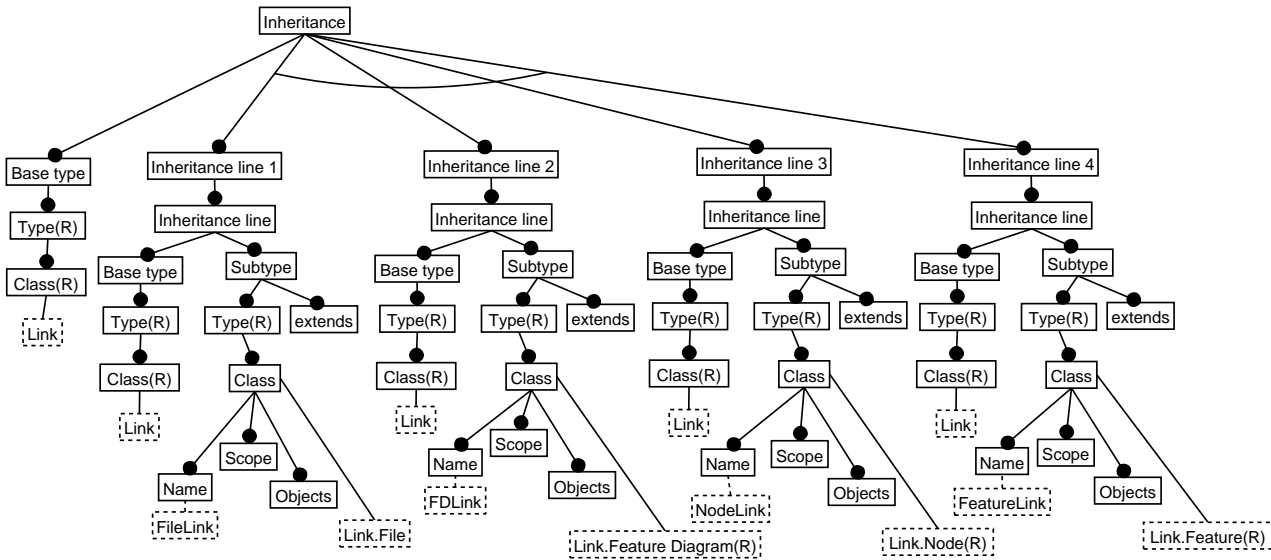 Inheritance
Base type
Inheritance line 1
Inheritance line 2
Inheritance line 3
Inheritance line 4
Type(R)
Inheritance line
Inheritance line
Inheritance line
Inheritance line
Class(R)
Base type
Subtype
Base type
Subtype
Base type
Subtype
Base type
Subtype
Link
Type(R)
Type(R)
extends
Type(R)
Type(R)
extends
Type(R)
Type(R)
extends
Type(R)
Type(R)
extends
Class(R)
Class
Class(R)
Class
Class(R)
Class
Class(R)
Class
Link
Link
Link
Link
Name
Scope
Objects
Name
Scope
Objects
Name
Scope
Objects
Name
Scope
Objects
FileLink
Link.File
FDLink
Link.Feature Diagram(R)
NodeLink
Link.Node(R)
FeatureLink
Link.Feature(R)